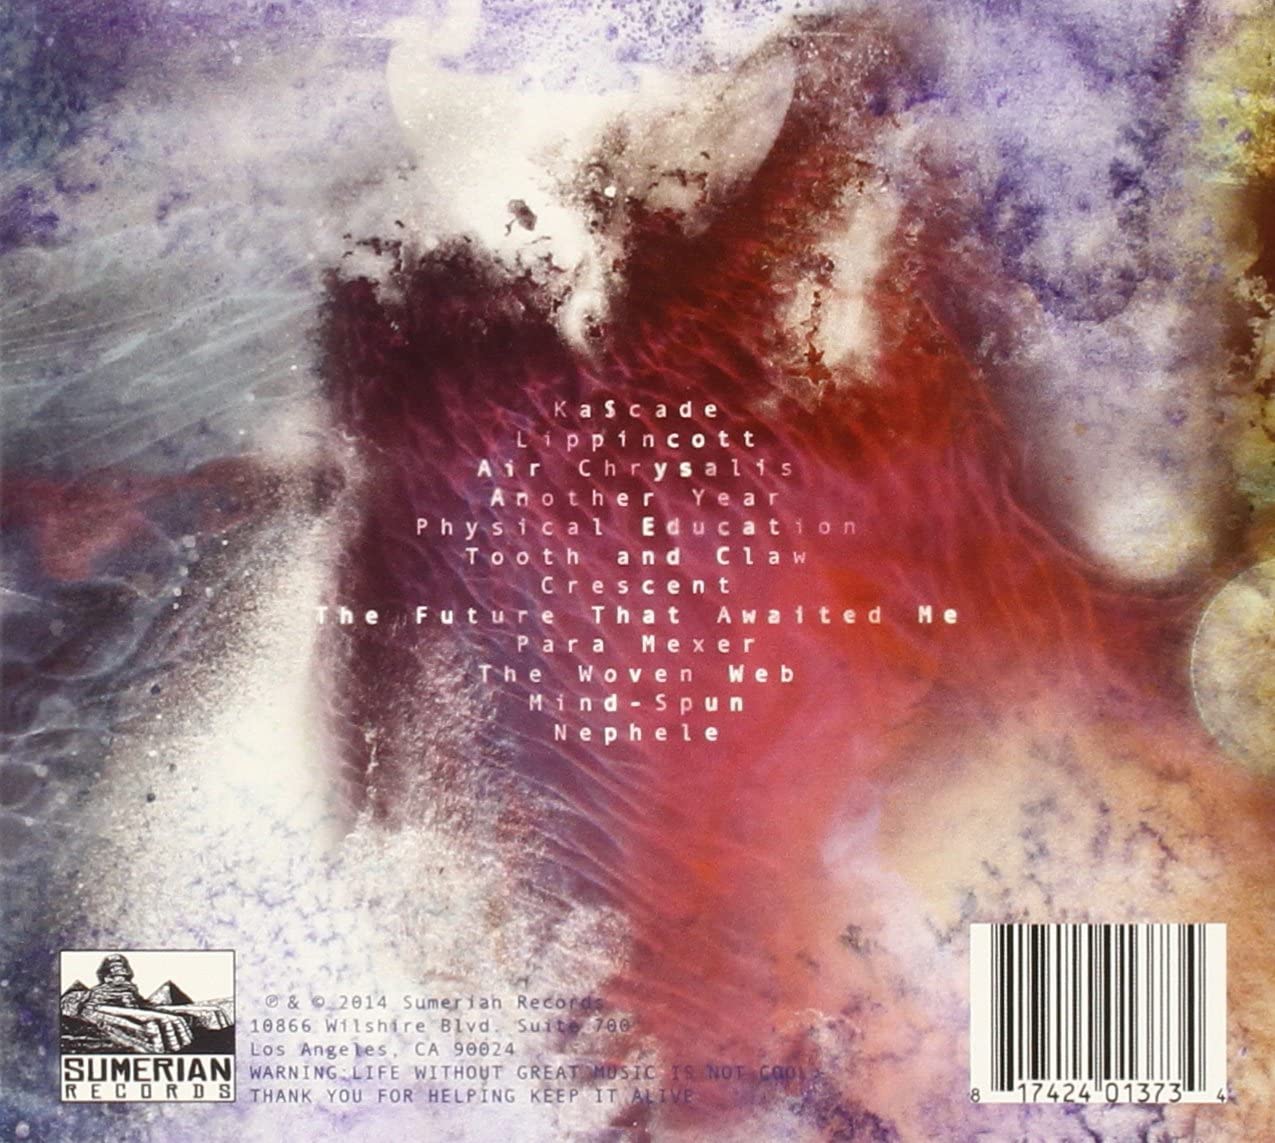 Ka$cade
Lippincott
Air Chrysalis
Another Year
Physical Education
Tooth and Claw
Crescent
The Future That Awaited Me
Para Mexer
The Woven Web
Mind-Spun
Nephele
SUMERIAN
RECORDS
℗ & © 2014 Sumerian Records
10866 Wilshire Blvd. Suite 700
Los Angeles, CA 90024
WARNING:LIFE WITHOUT GREAT MUSIC IS NOT COOL.
THANK YOU FOR HELPING KEEP IT ALIVE
8 17424 01373 4